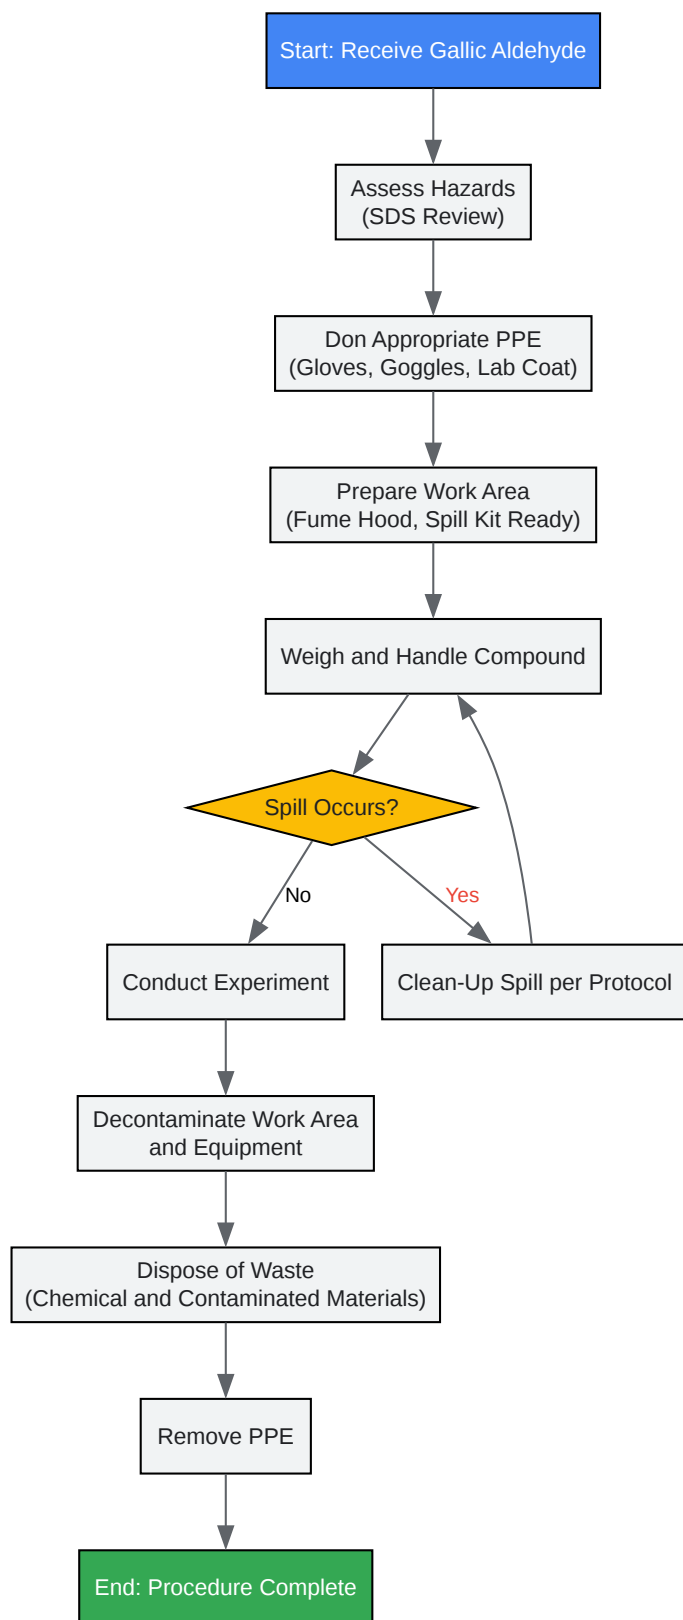 Start: Receive Gallic Aldehyde
Assess Hazards
(SDS Review)
Don Appropriate PPE
(Gloves, Goggles, Lab Coat)
Prepare Work Area
(Fume Hood, Spill Kit Ready)
Weigh and Handle Compound
Spill Occurs?
No
Yes
Conduct Experiment
Clean-Up Spill per Protocol
Decontaminate Work Area
and Equipment
Dispose of Waste
(Chemical and Contaminated Materials)
Remove PPE
End: Procedure Complete